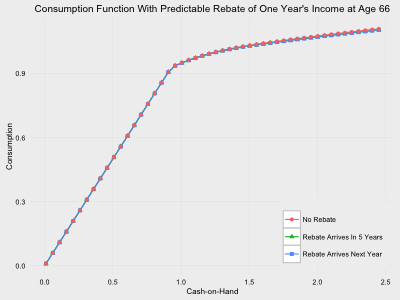 Consumption Function With Predictable Rebate of One Year's Income at Age 66
Consumption
0.9
0.6
0.3
0.0
0.0 0.5 1.0 1.5 2.0 2.5
Cash-on-Hand
No Rebate
Rebate Arrives In 5 Years
Rebate Arrives Next Year